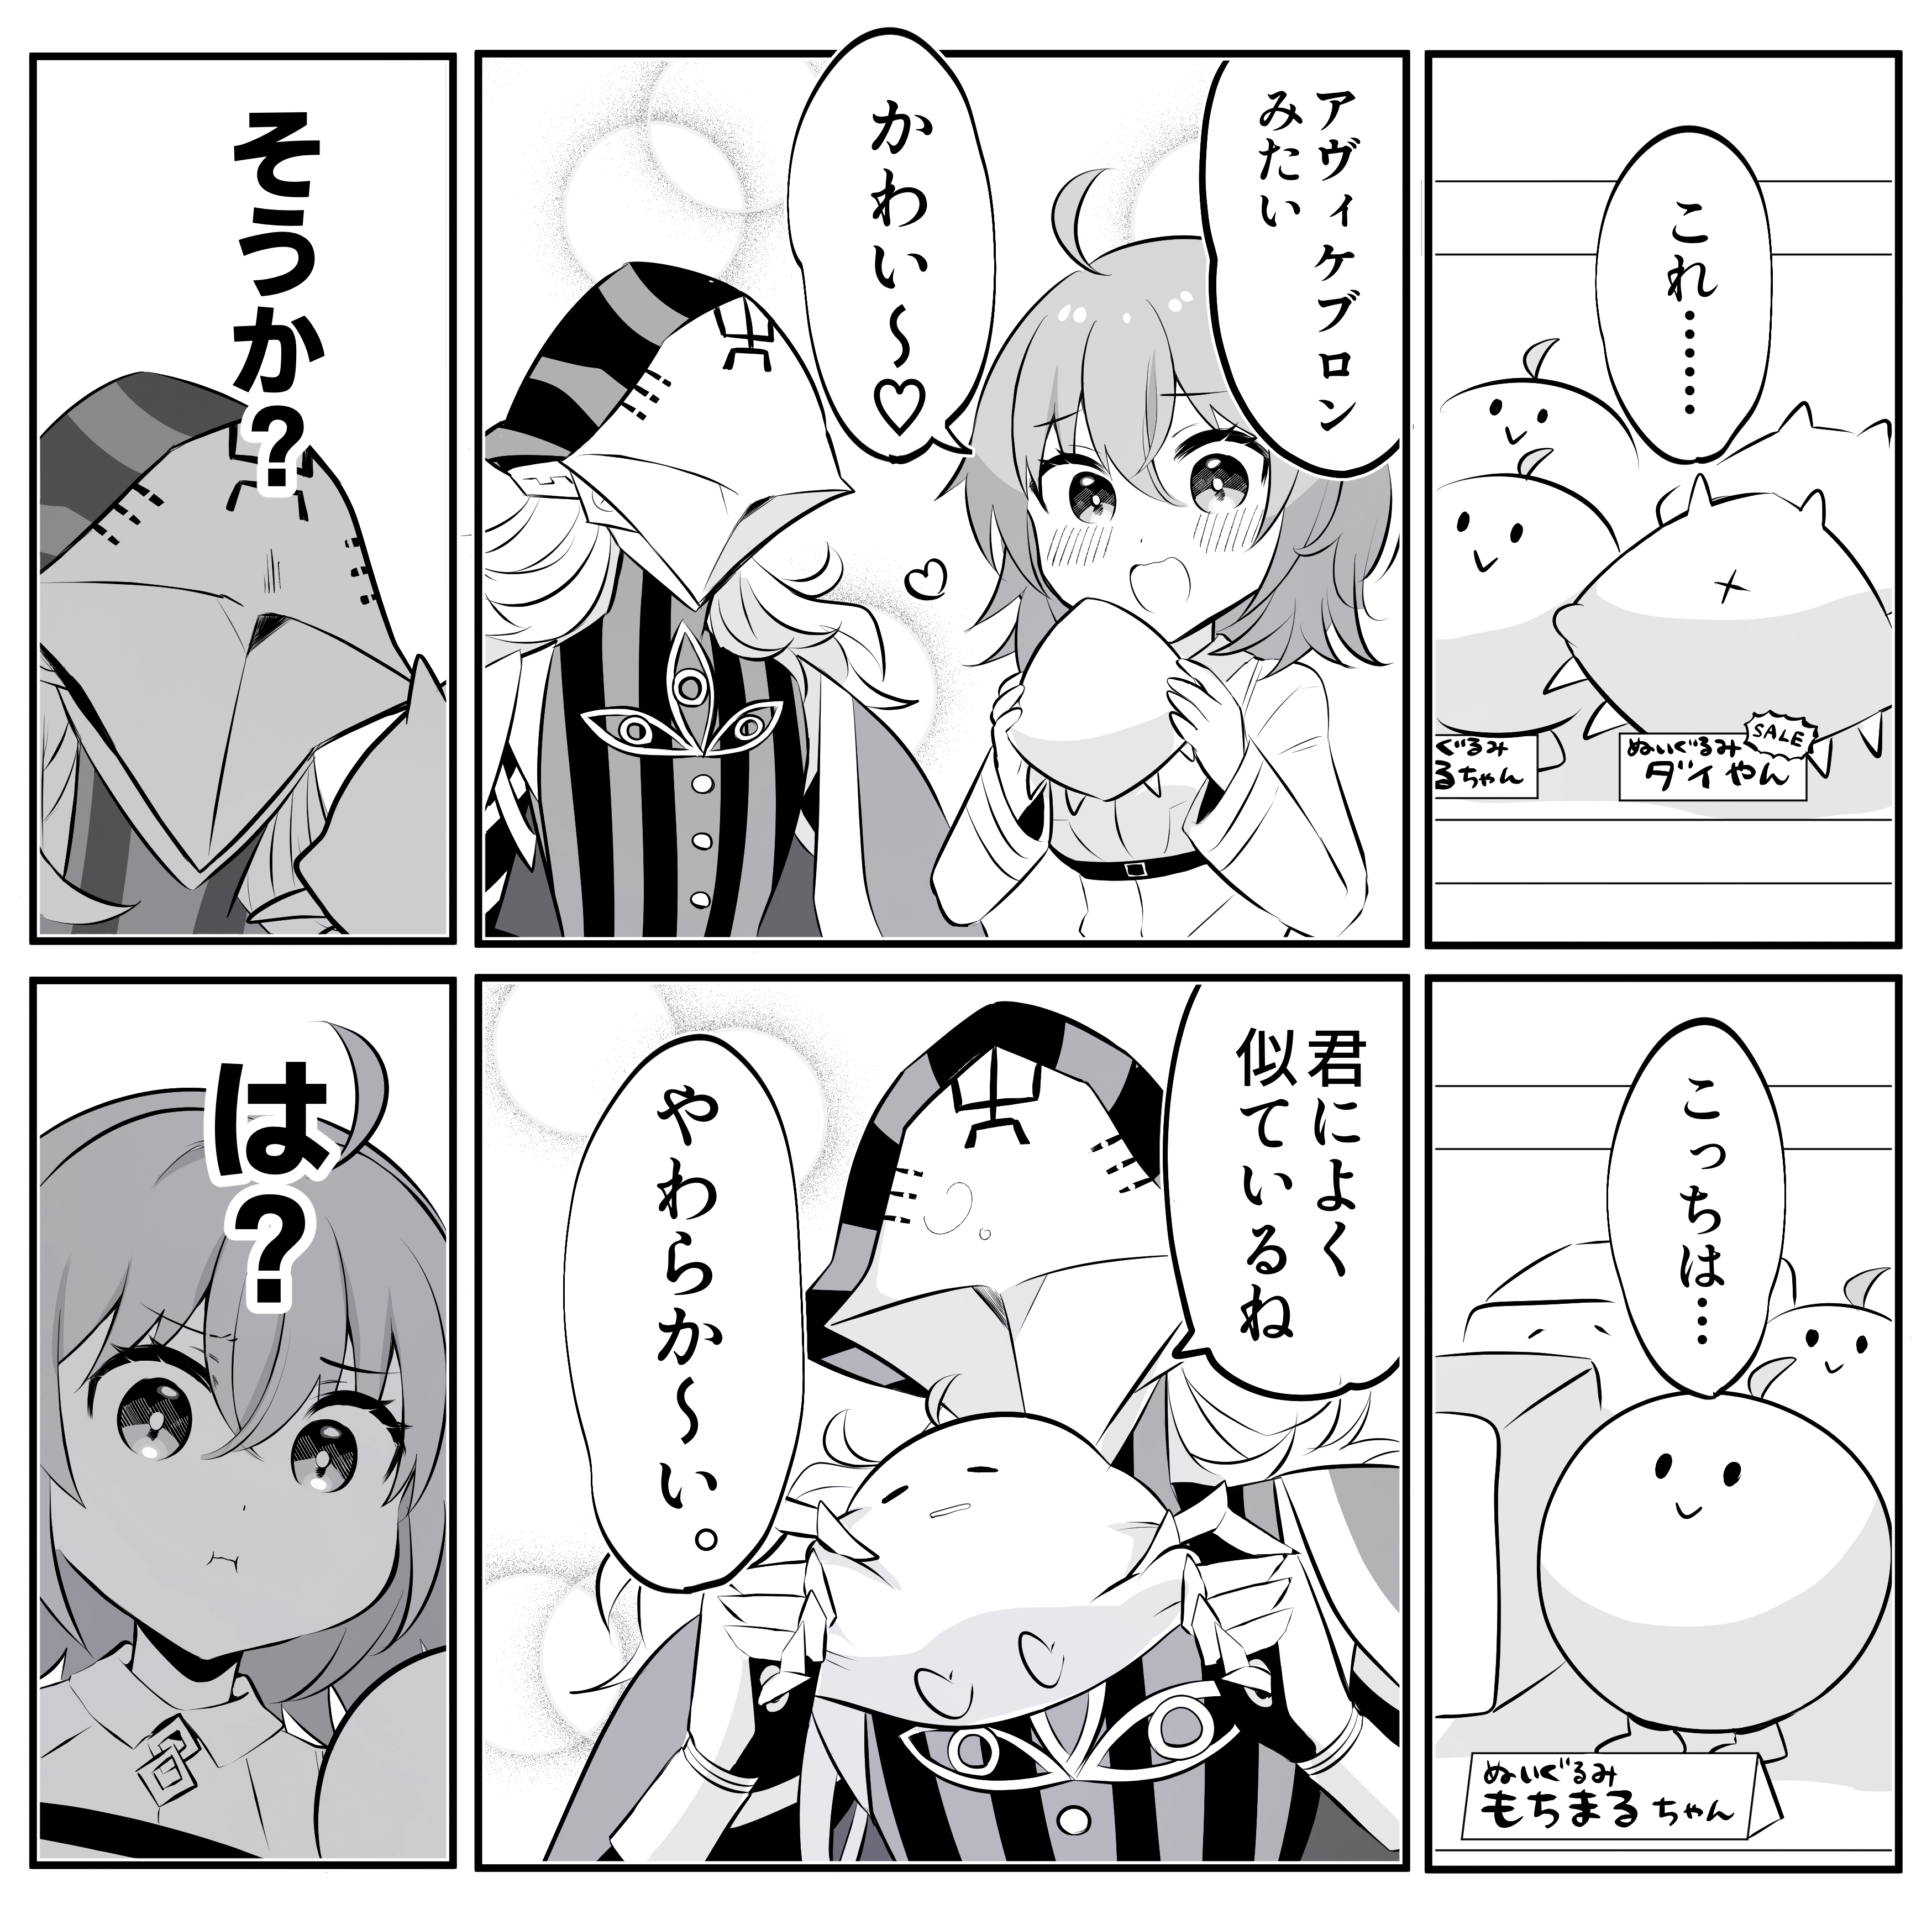 これ……
ぐるみ
るちゃん
ぬいぐるみ
ダイやん
SALE
アヴィケブロン
みたい
かわい〜♡
そうか?
こっちは…
ぬいぐるみ
もちまるちゃん
君によく
似ているね
やわらか〜い。
は?